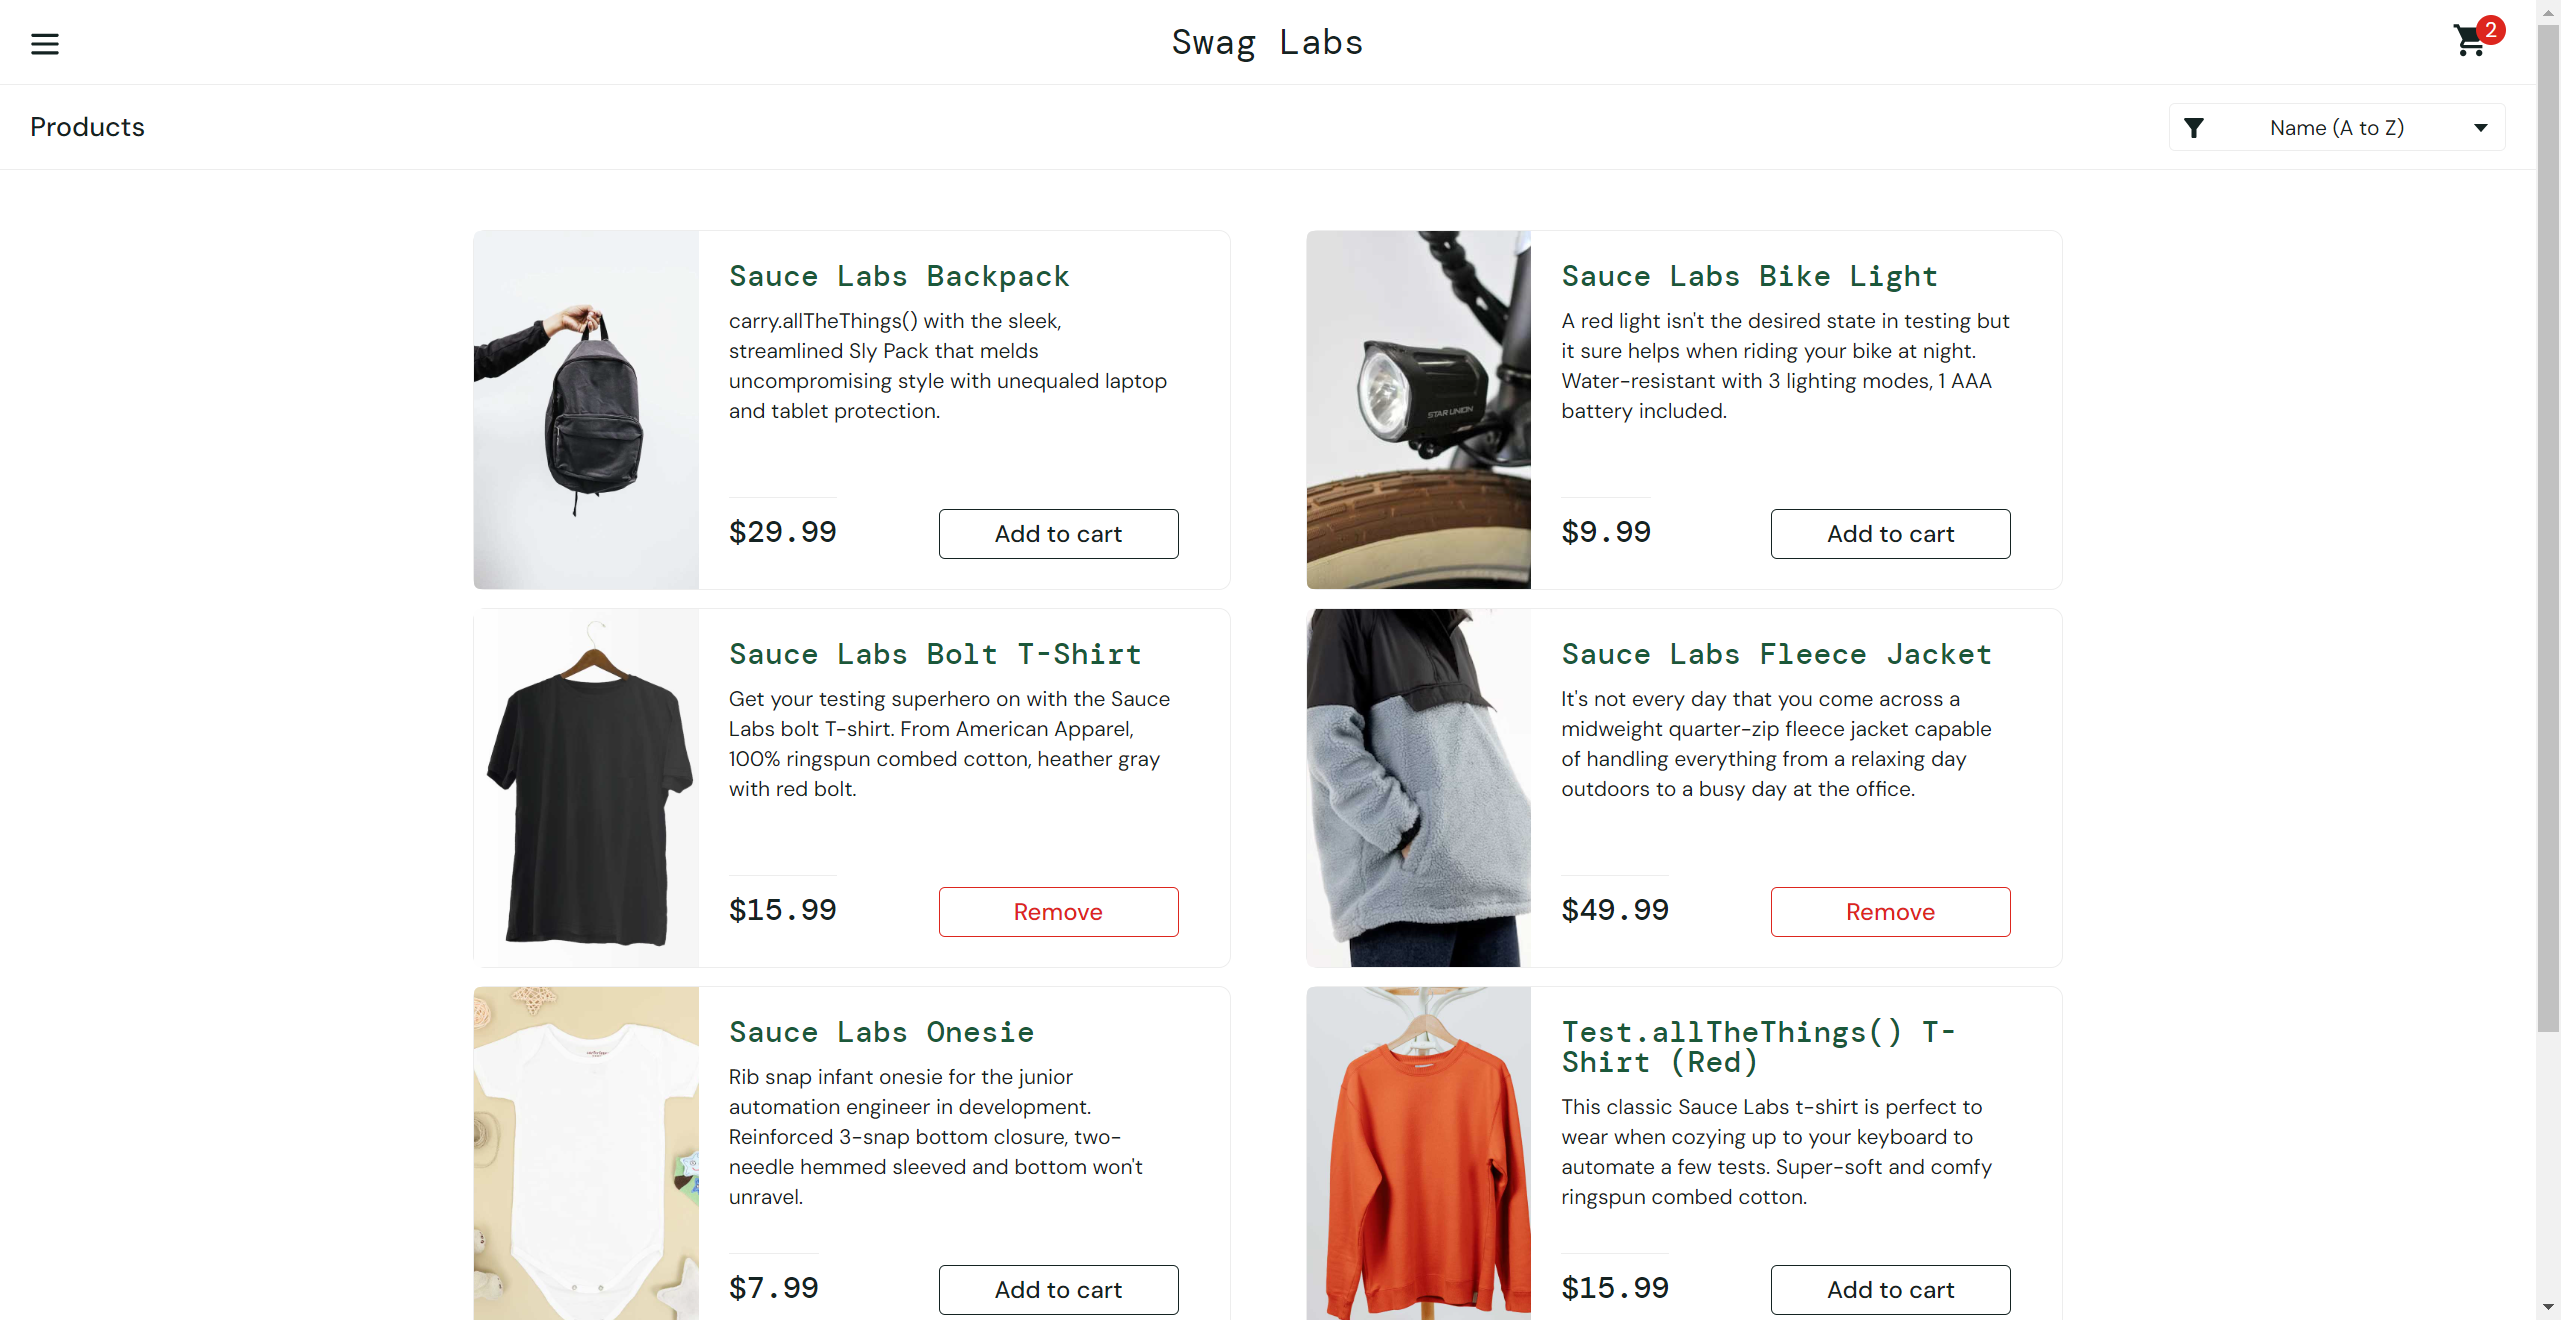 Swag Labs
2
Products
Name (A to Z)
Sauce Labs Backpack
carry.allTheThings() with the sleek,
streamlined Sly Pack that melds
uncompromising style with unequaled laptop
and tablet protection.
$29.99
Add to cart
Sauce Labs Bike Light
A red light isn't the desired state in testing but
it sure helps when riding your bike at night.
Water-resistant with 3 lighting modes, 1 AAA
battery included.
STAR UNION
$9.99
Add to cart
Sauce Labs Bolt T-Shirt
Get your testing superhero on with the Sauce
Labs bolt T-shirt. From American Apparel,
100% ringspun combed cotton, heather gray
with red bolt.
$15.99
Remove
Sauce Labs Fleece Jacket
It's not every day that you come across a
midweight quarter-zip fleece jacket capable
of handling everything from a relaxing day
outdoors to a busy day at the office.
$49.99
Remove
Sauce Labs Onesie
Rib snap infant onesie for the junior
automation engineer in development.
Reinforced 3-snap bottom closure, two-
needle hemmed sleeved and bottom won't
unravel.
$7.99
Add to cart
Test.allTheThings() T-
Shirt (Red)
This classic Sauce Labs t-shirt is perfect to
wear when cozying up to your keyboard to
automate a few tests. Super-soft and comfy
ringspun combed cotton.
$15.99
Add to cart